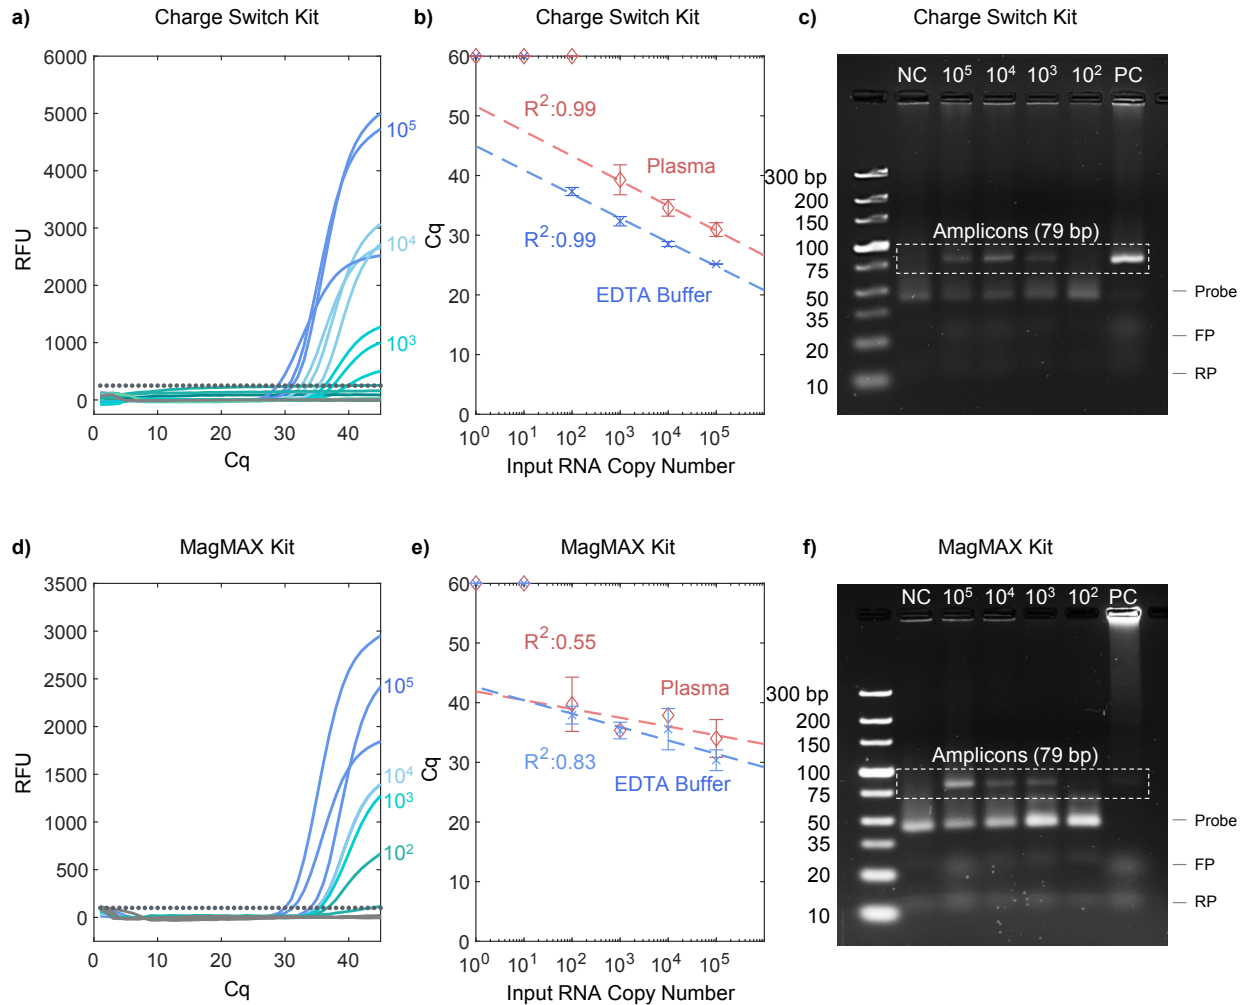 a) Charge Switch Kit
6000
5000
4000
3000
2000
1000
0
RFU
10⁵
10⁴
10³
0 10 20 30 40
Cq
b) Charge Switch Kit
60
50
40
30
20
10
0
Cq
R²:0.99
Plasma
R²:0.99
EDTA Buffer
10⁰ 10¹ 10² 10³ 10⁴ 10⁵
Input RNA Copy Number
c) Charge Switch Kit
NC 10⁵ 10⁴ 10³ 10² PC
300 bp
200
150
100
75
50
35
20
10
Amplicons (79 bp)
Probe
FP
RP
d) MagMAX Kit
3500
3000
2500
2000
1500
1000
500
0
RFU
10⁵
10⁴
10³
10²
0 10 20 30 40
Cq
e) MagMAX Kit
60
50
40
30
20
10
0
Cq
R²:0.55
Plasma
R²:0.83
EDTA Buffer
10⁰ 10¹ 10² 10³ 10⁴ 10⁵
Input RNA Copy Number
f) MagMAX Kit
NC 10⁵ 10⁴ 10³ 10² PC
300 bp
200
150
100
75
50
35
20
10
Amplicons (79 bp)
Probe
FP
RP